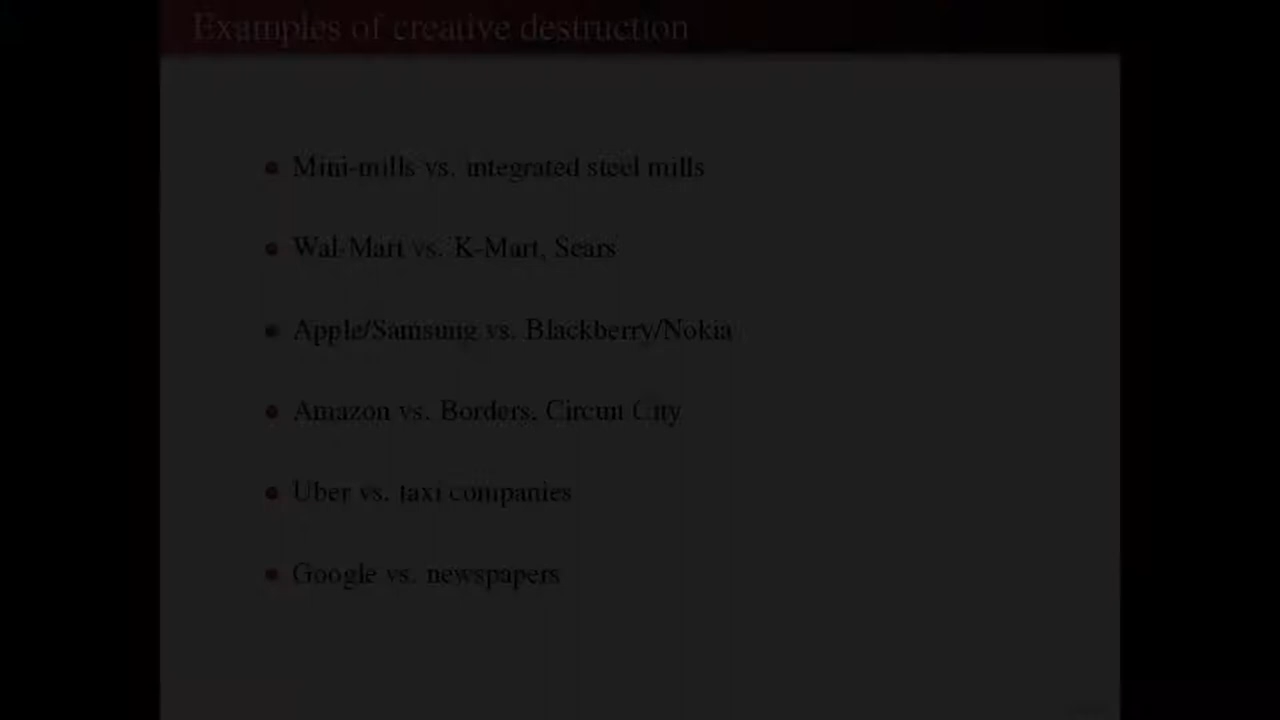 Examples of creative destruction
Mini-mills vs. integrated steel mills
Wal-Mart vs. K-Mart, Sears
Apple/Samsung vs. Blackberry/Nokia
Amazon vs. Borders, Circuit City
Uber vs. taxi companies
Google vs. newspapers